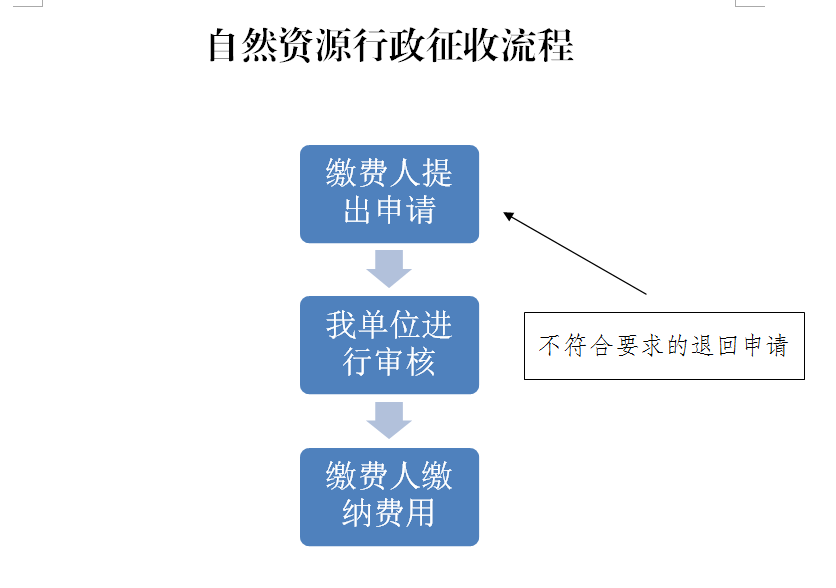 自然资源行政征收流程
缴费人提
出申请
我单位进
行审核
不符合要求的退回申请
缴费人缴
纳费用